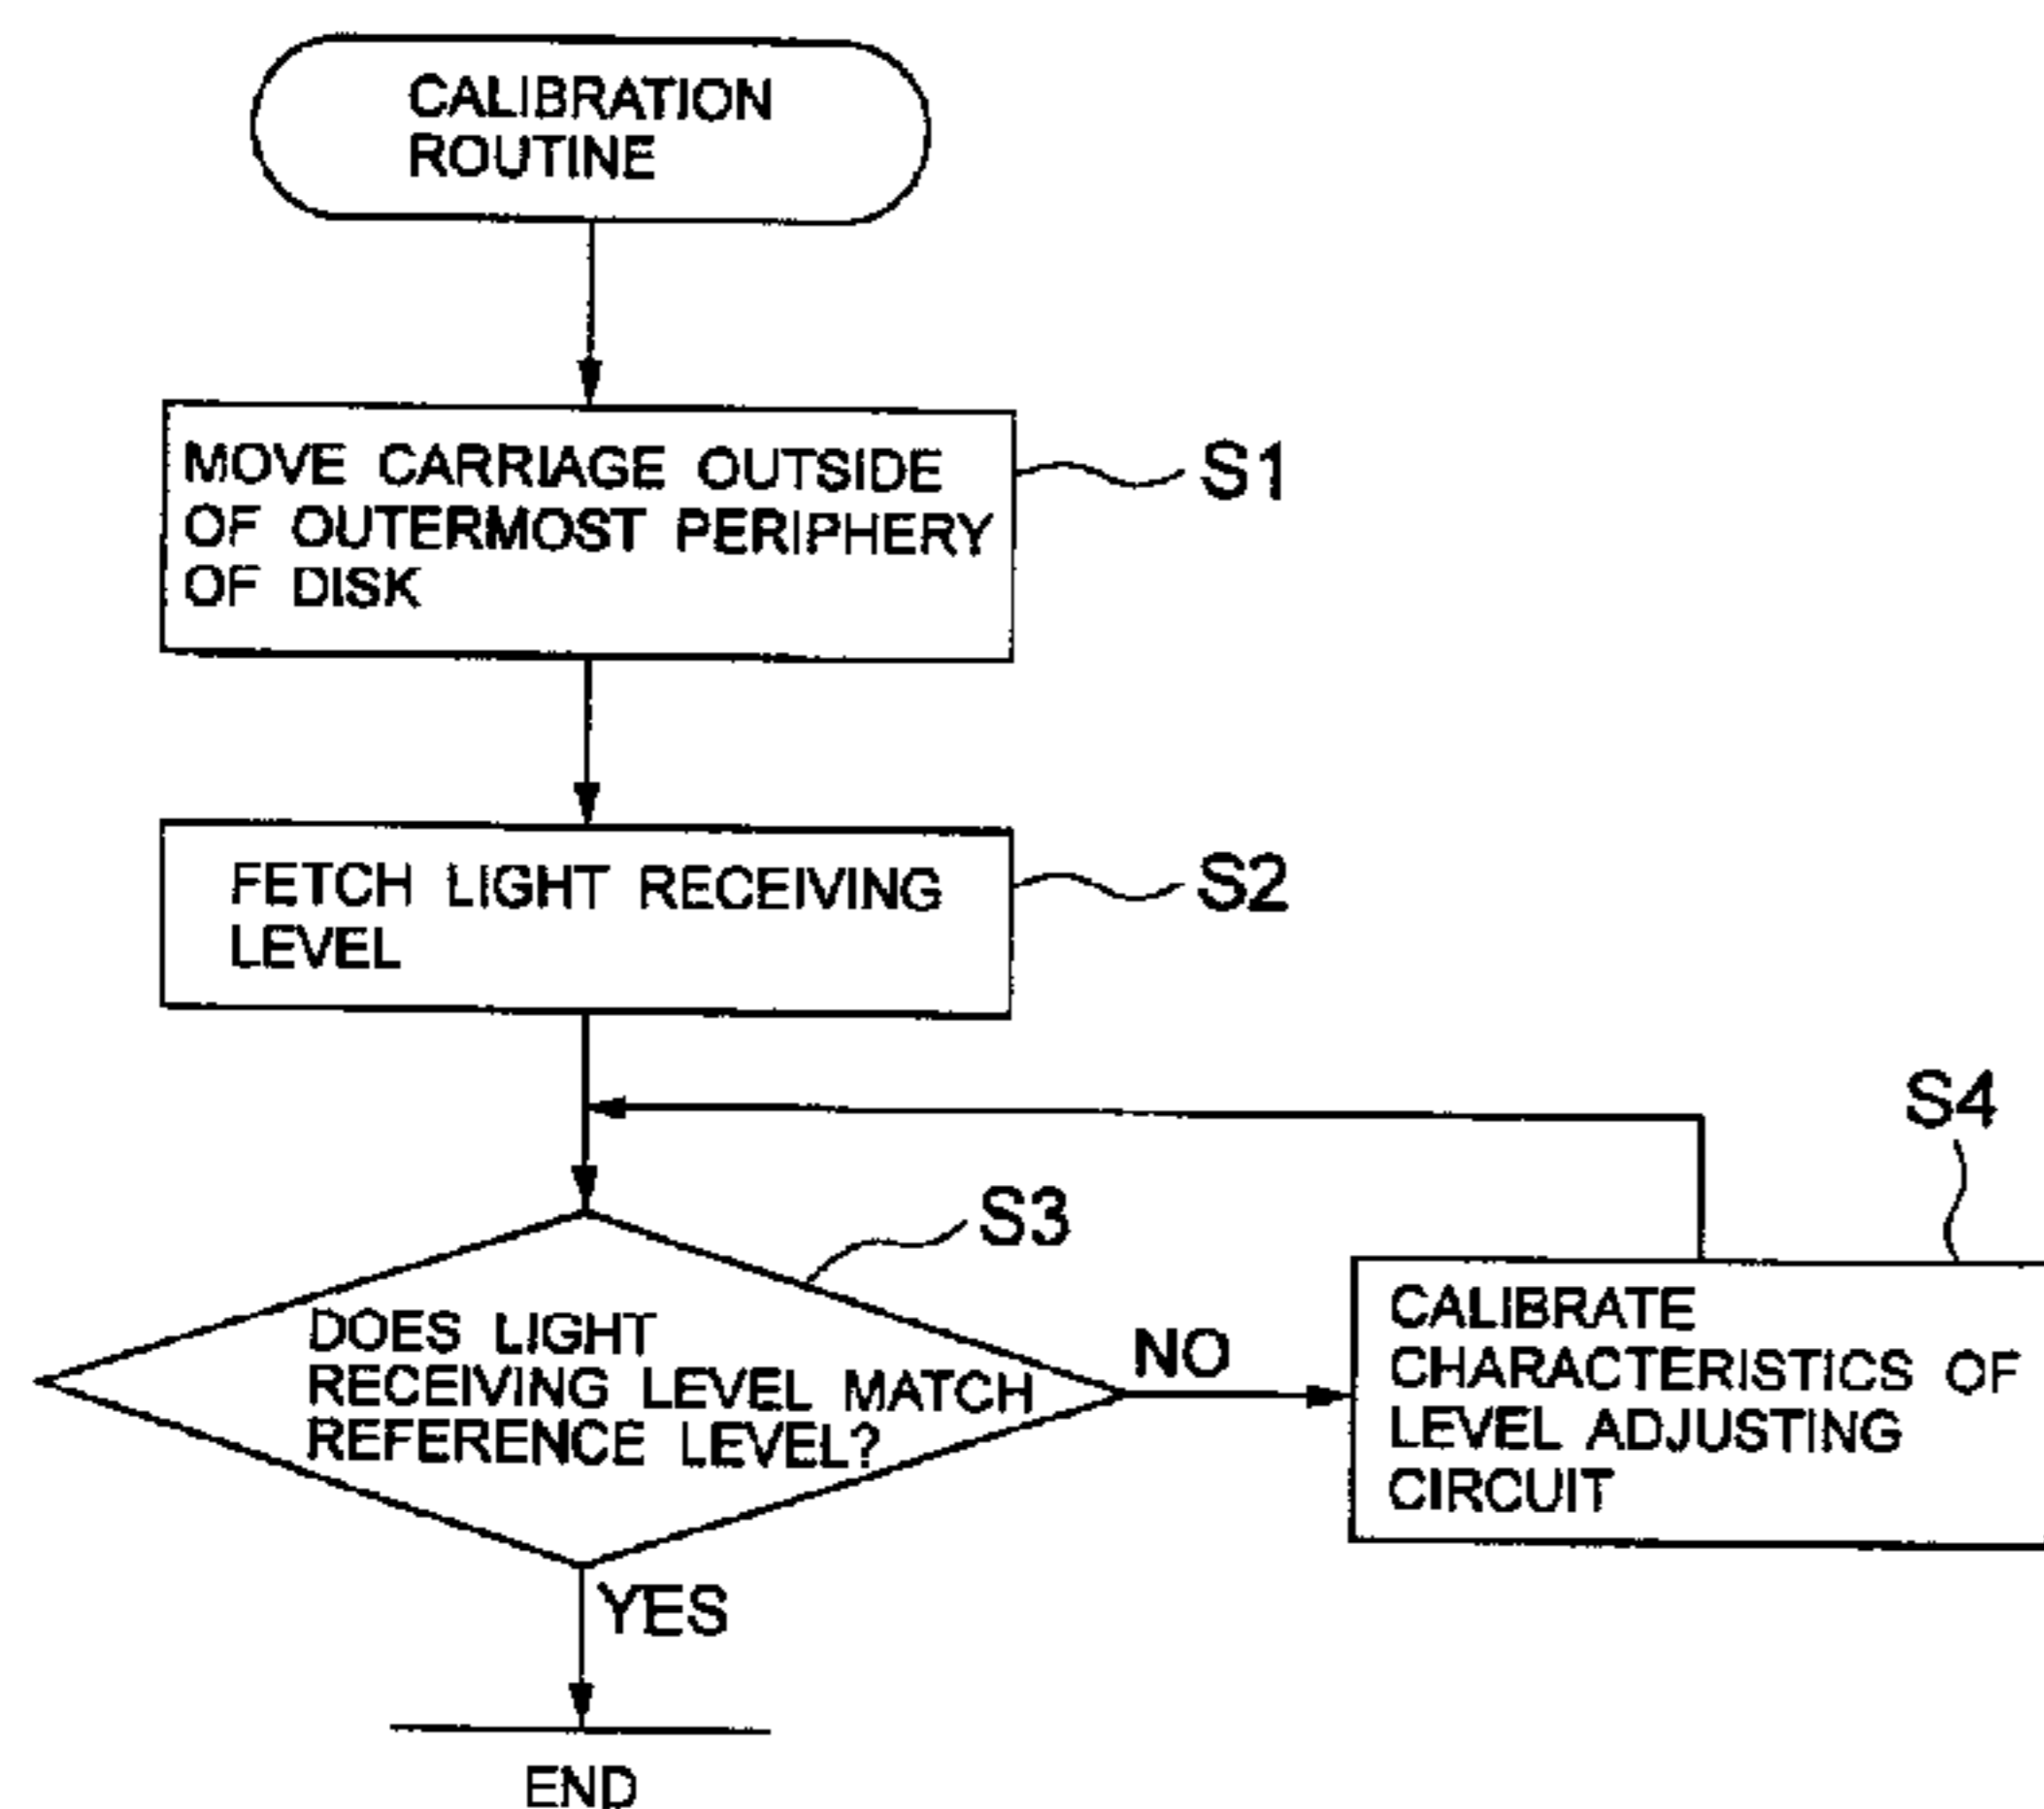 CALIBRATION
ROUTINE
MOVE CARRIAGE OUTSIDE
OF OUTERMOST PERIPHERY
OF DISK
S1
FETCH LIGHT RECEIVING
LEVEL
S2
S3
DOES LIGHT
RECEIVING LEVEL MATCH
REFERENCE LEVEL?
NO
S4
CALIBRATE
CHARACTERISTICS OF
LEVEL ADJUSTING
CIRCUIT
YES
END